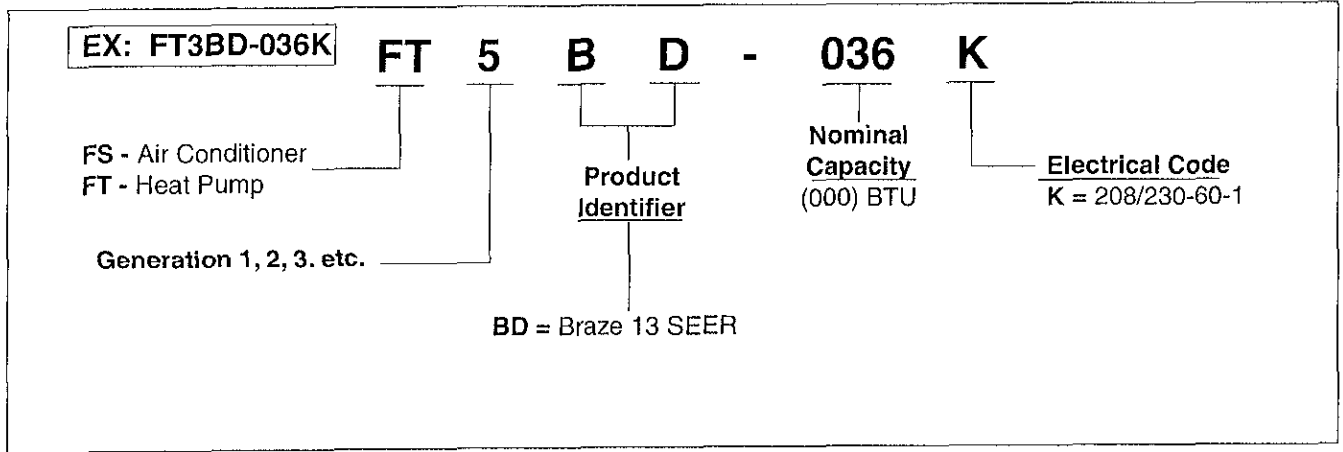 EX: FT3BD-036K
FT 5 B D - 036 K
FS - Air Conditioner
FT - Heat Pump
Product
Identifier
Nominal
Capacity
(000) BTU
Electrical Code
K = 208/230-60-1
Generation 1, 2, 3. etc.
BD = Braze 13 SEER